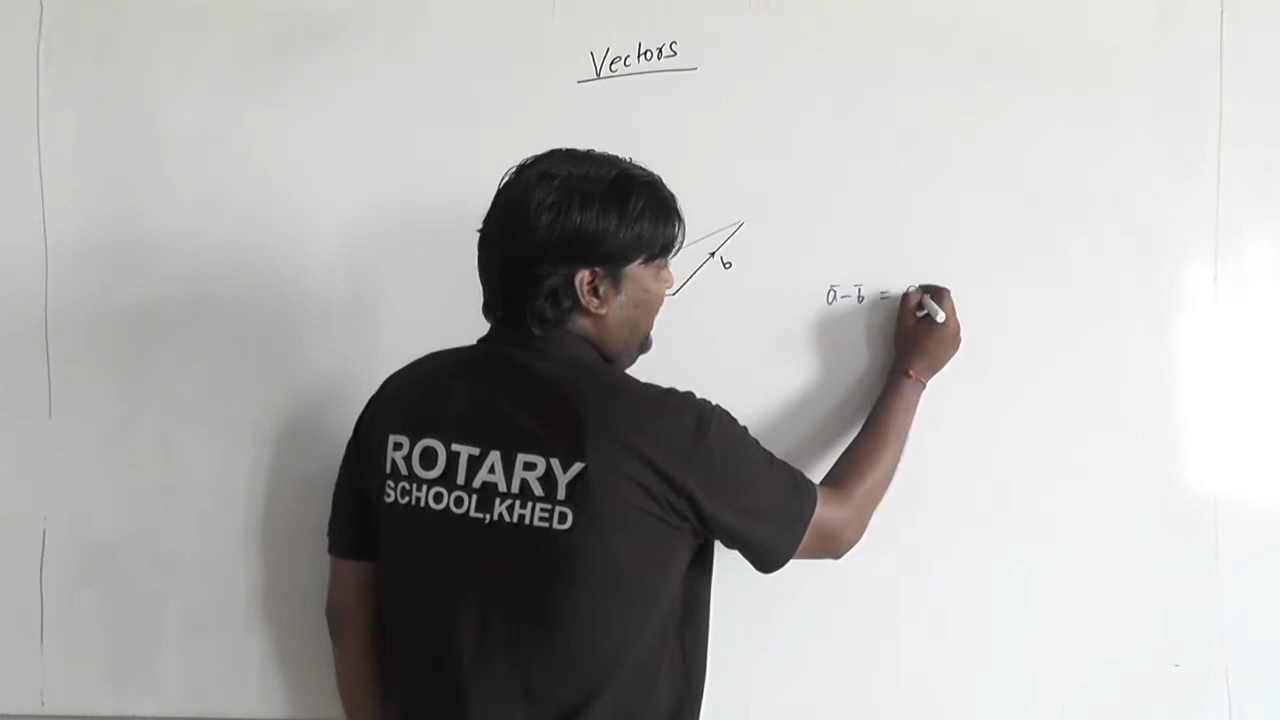 Vectors
b
a̅ - b̅ =
ROTARY
SCHOOL,KHED